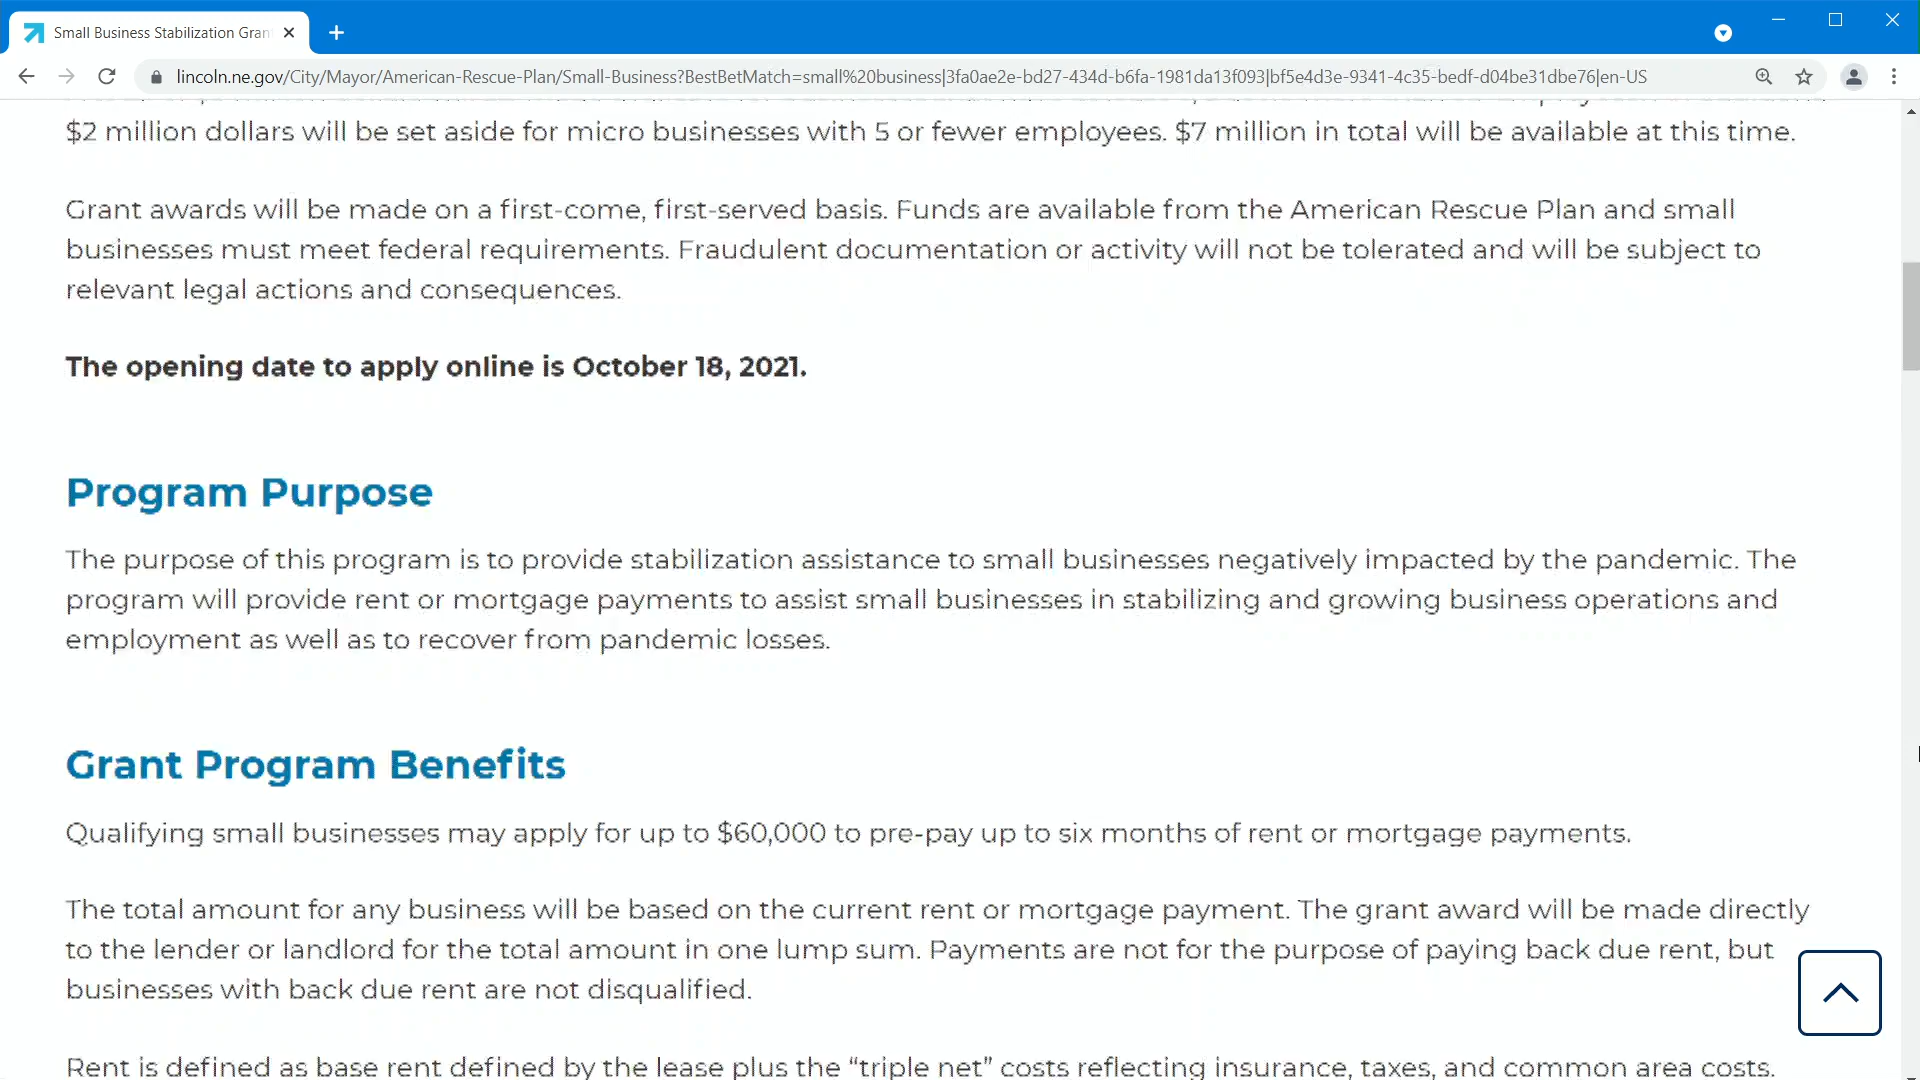 Small Business Stabilization Gran
lincoln.ne.gov/City/Mayor/American-Rescue-Plan/Small-Business?BestBetMatch=small%20business|3fa0ae2e-bd27-434d-b6fa-1981da13f093|bf5e4d3e-9341-4c35-bedf-d04be31dbe76|en-US
$2 million dollars will be set aside for micro businesses with 5 or fewer employees. $7 million in total will be available at this time.
Grant awards will be made on a first-come, first-served basis. Funds are available from the American Rescue Plan and small
businesses must meet federal requirements. Fraudulent documentation or activity will not be tolerated and will be subject to
relevant legal actions and consequences.
The opening date to apply online is October 18, 2021.
Program Purpose
The purpose of this program is to provide stabilization assistance to small businesses negatively impacted by the pandemic. The
program will provide rent or mortgage payments to assist small businesses in stabilizing and growing business operations and
employment as well as to recover from pandemic losses.
Grant Program Benefits
Qualifying small businesses may apply for up to $60,000 to pre-pay up to six months of rent or mortgage payments.
The total amount for any business will be based on the current rent or mortgage payment. The grant award will be made directly
to the lender or landlord for the total amount in one lump sum. Payments are not for the purpose of paying back due rent, but
businesses with back due rent are not disqualified.
Rent is defined as base rent defined by the lease plus the “triple net” costs reflecting insurance, taxes, and common area costs.